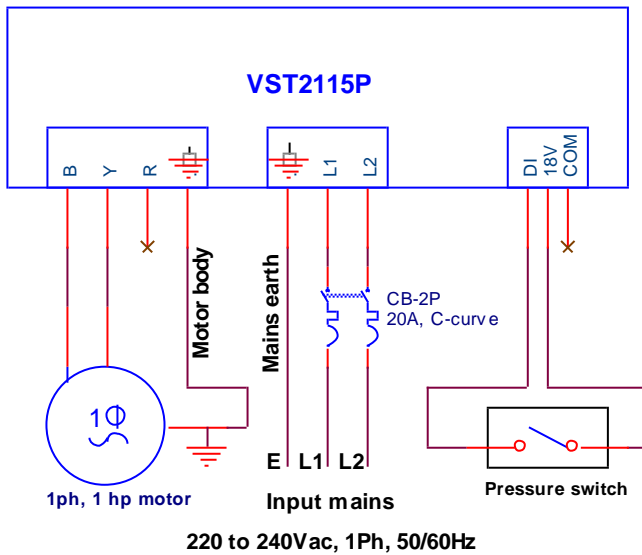 VST2115P
B Y R
L1 L2
DI 18V COM
Motor body
Mains earth
CB-2P
20A, C-curve
1Φ
E L1 L2
1ph, 1 hp motor
Input mains
Pressure switch
220 to 240Vac, 1Ph, 50/60Hz